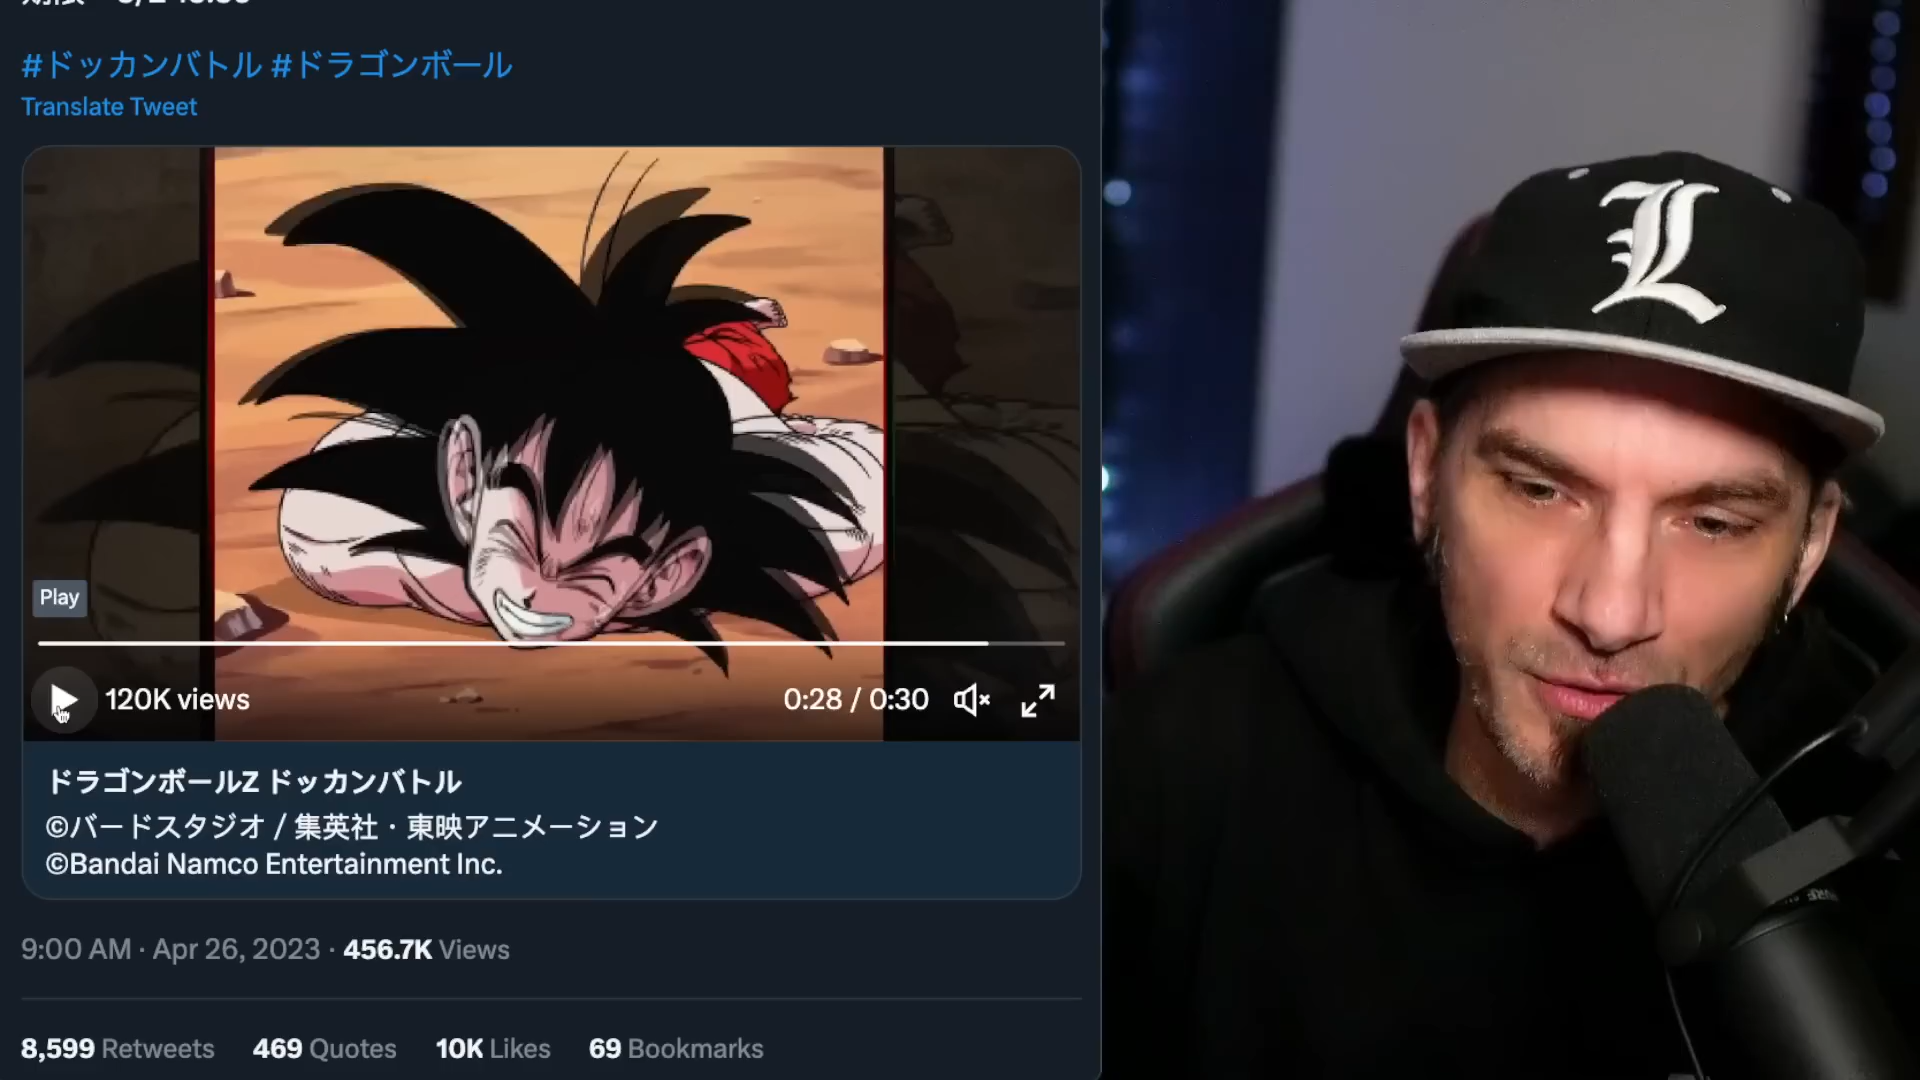 #ドッカンバトル #ドラゴンボール
Translate Tweet
Play
120K views
0:28 / 0:30
ドラゴンボールZ ドッカンバトル
©バードスタジオ / 集英社・東映アニメーション
©Bandai Namco Entertainment Inc.
9:00 AM · Apr 26, 2023 · 456.7K Views
8,599 Retweets 469 Quotes 10K Likes 69 Bookmarks
L